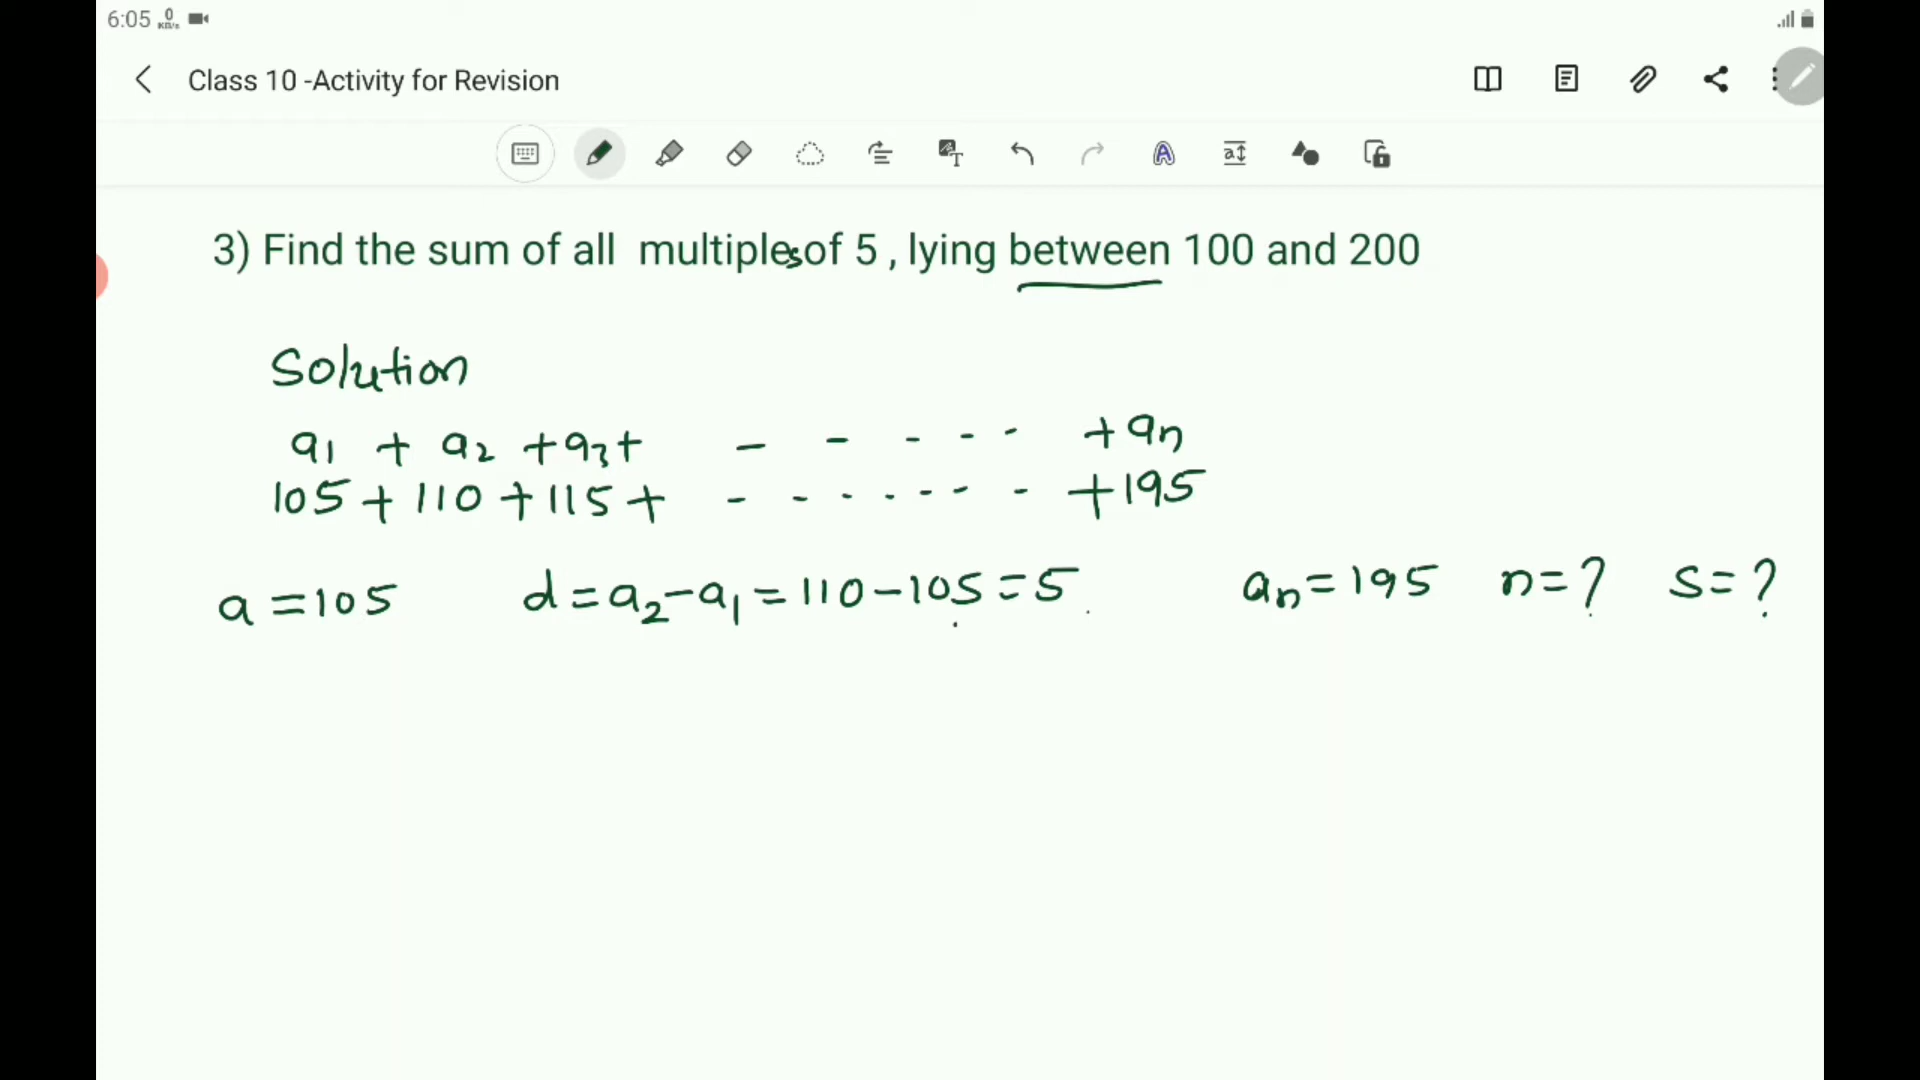 6:05 0 KB/s
Class 10 -Activity for Revision
3) Find the sum of all multiples of 5 , lying between 100 and 200
Solution
a1 + a2 + a3 + - - - - - + an
105 + 110 + 115 + - - - - - - - + 195
a = 105 d = a2 - a1 = 110 - 105 = 5 an = 195 n = ? S = ?